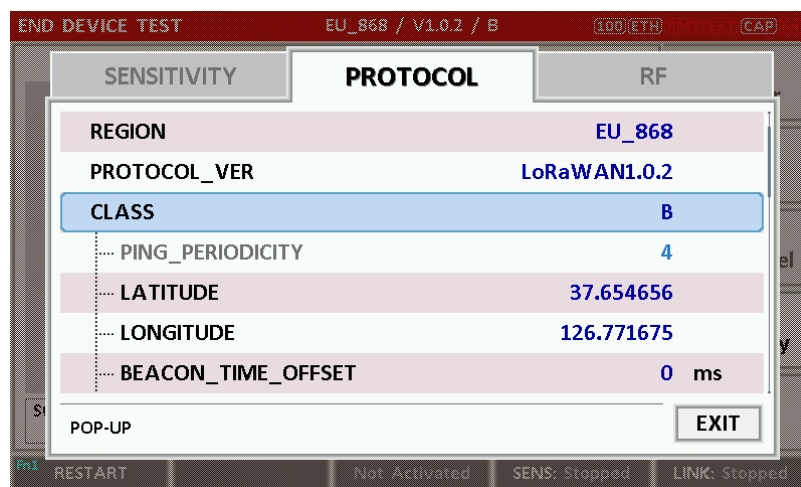 END DEVICE TEST EU_868 / V1.0.2 / B (100)(ETH) EXT (CAP)
SENSITIVITY PROTOCOL RF
REGION EU_868
PROTOCOL_VER LoRaWAN1.0.2
CLASS B
PING_PERIODICITY 4
LATITUDE 37.654656
LONGITUDE 126.771675
BEACON_TIME_OFFSET 0 ms
POP-UP EXIT
Fn1 RESTART Not Activated SENS: Stopped LINK: Stopped